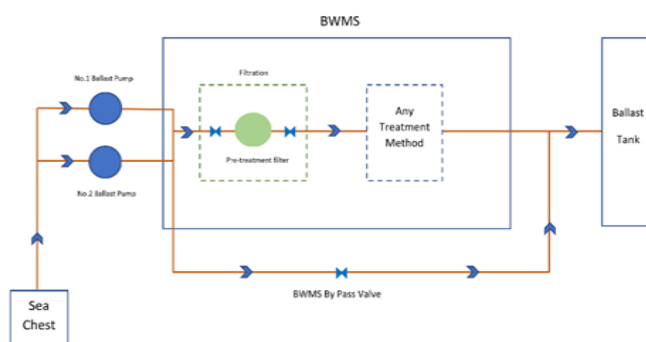 BWMS
No.1 Ballast Pump
Filtration
Any
Treatment
Method
Ballast
Tank
Pre-treatment filter
No.2 Ballast Pump
BWMS By Pass Valve
Sea
Chest